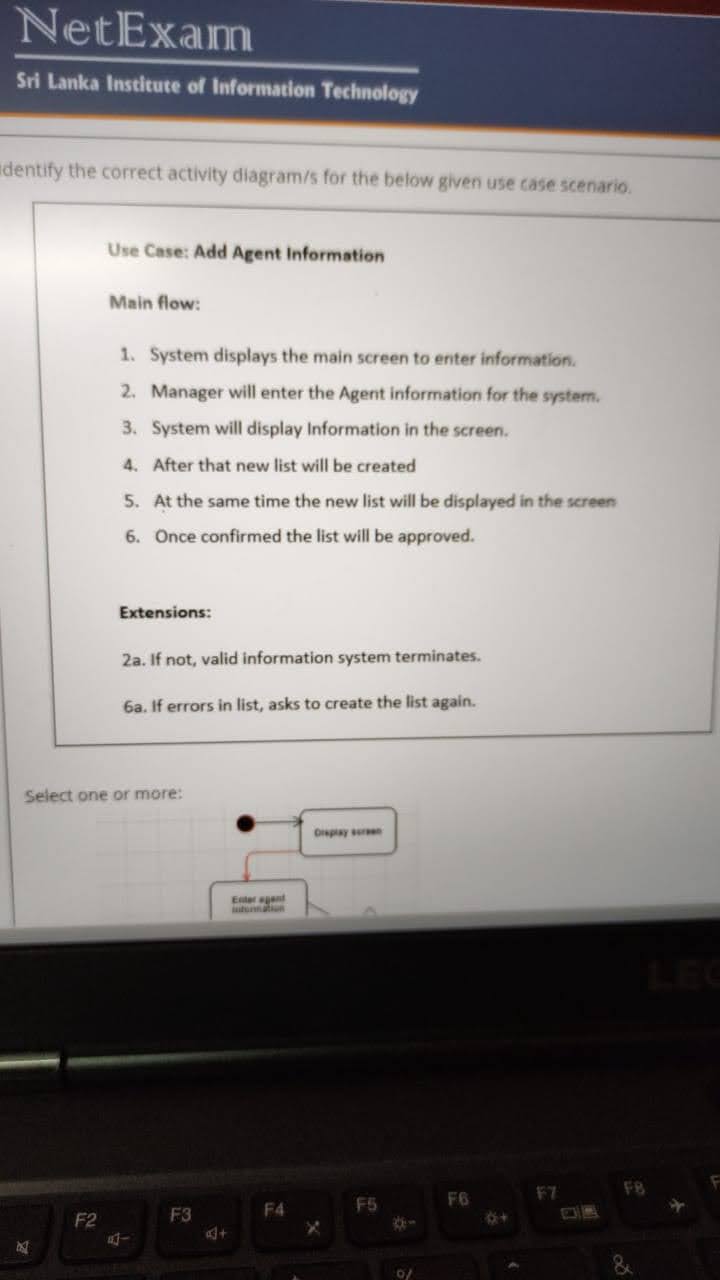 NetExam
Sri Lanka Institute of Information Technology
dentify the correct activity diagram/s for the below given use case scenario.
Use Case: Add Agent Information
Main flow:
1. System displays the main screen to enter information.
2. Manager will enter the Agent information for the system.
3. System will display Information in the screen.
4. After that new list will be created
5. At the same time the new list will be displayed in the screen
6. Once confirmed the list will be approved.
Extensions:
2a. If not, valid information system terminates.
6a. If errors in list, asks to create the list again.
Select one or more:
Display screen
Enter agent
information
LEG
F2 F3 F4 F5 F6 F7 F8 F
%
^
&